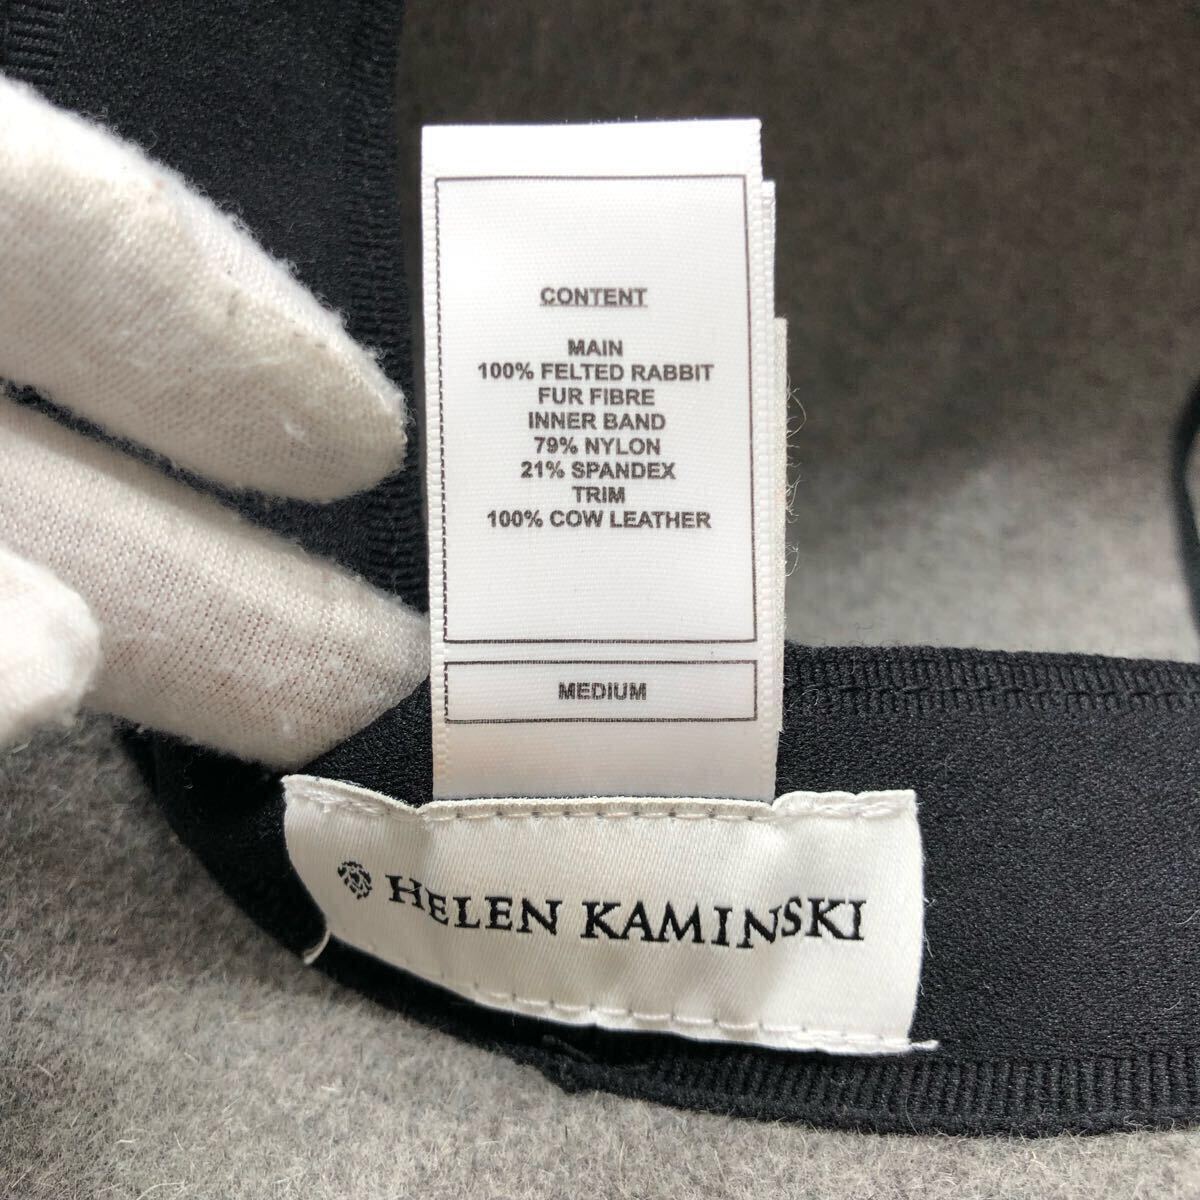 CONTENT
MAIN
100% FELTED RABBIT
FUR FIBRE
INNER BAND
79% NYLON
21% SPANDEX
TRIM
100% COW LEATHER
MEDIUM
HELEN KAMINSKI